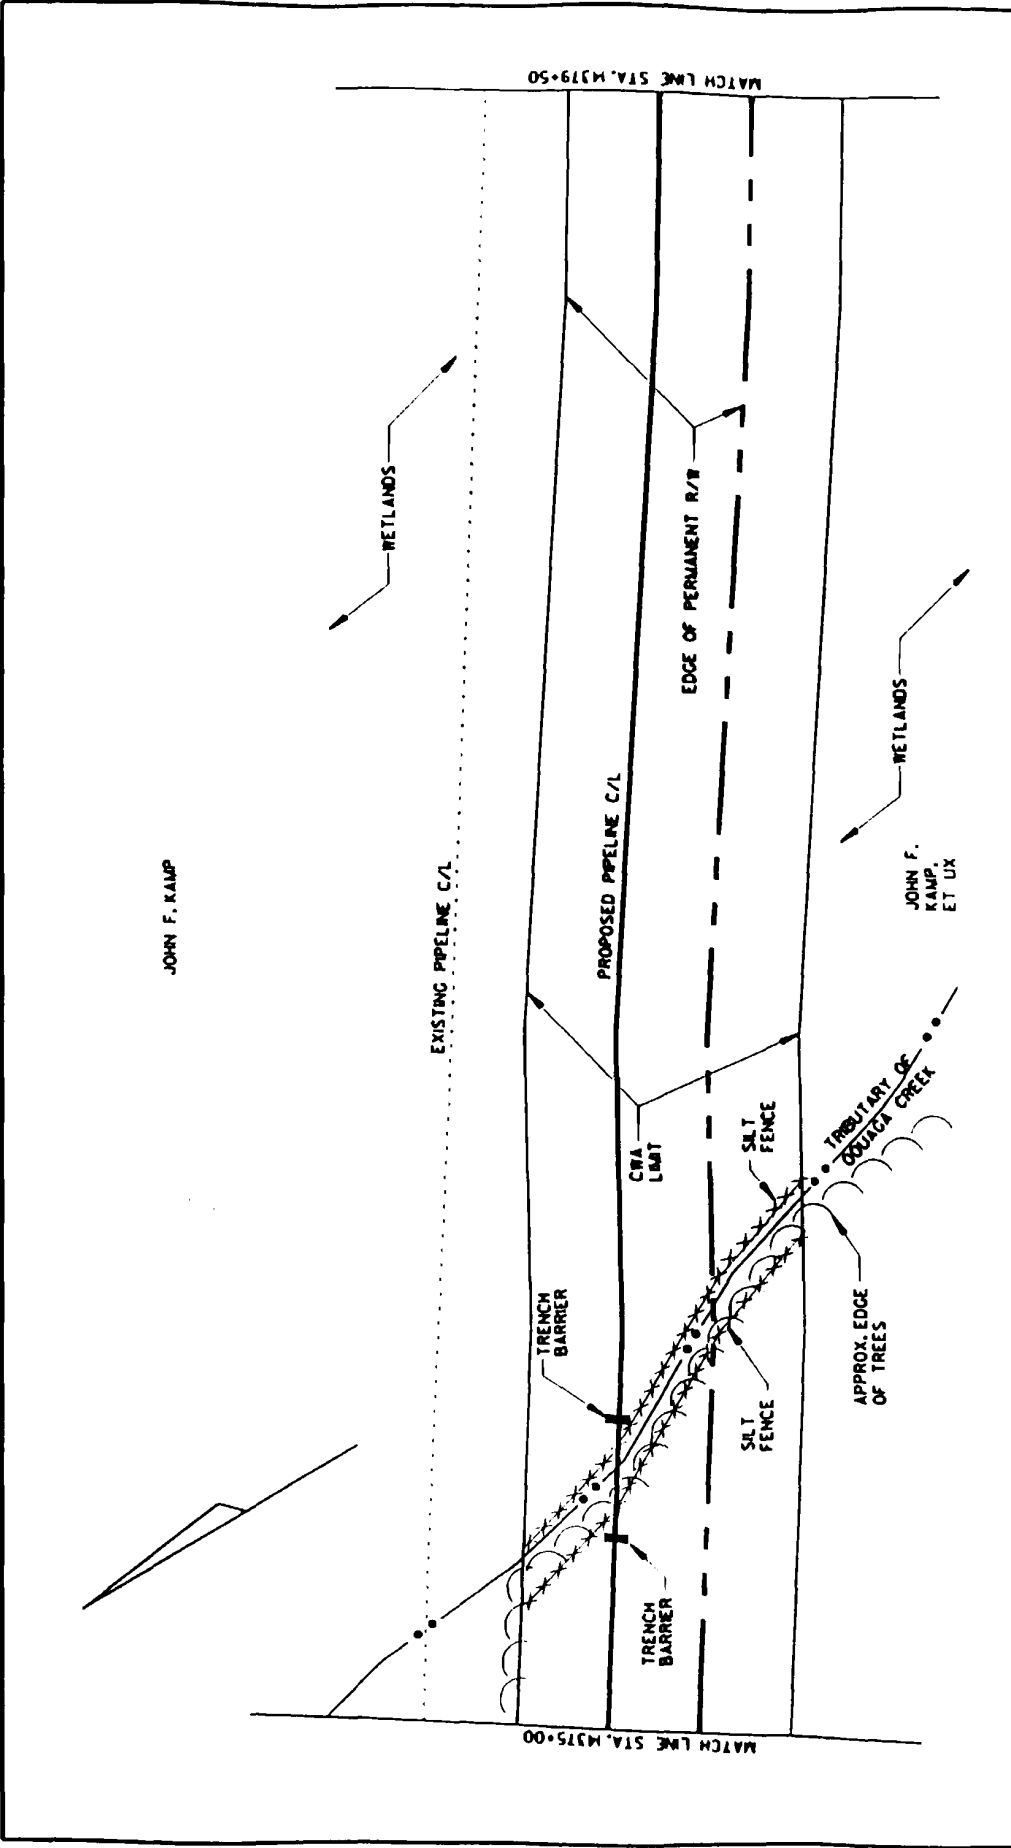 MATCH LINE STA. M379+50
WETLANDS
EDGE OF PERMANENT R/W
WETLANDS
JOHN F. KAMP
EXISTING PIPELINE C/L
PROPOSED PIPELINE C/L
JOHN F.
KAMP,
ET UX
CWA
LIMIT
SILT
FENCE
TRIBUTARY OF
OQUAGA CREEK
TRENCH
BARRIER
SILT
FENCE
APPROX. EDGE
OF TREES
TRENCH
BARRIER
MATCH LINE STA. M375+00